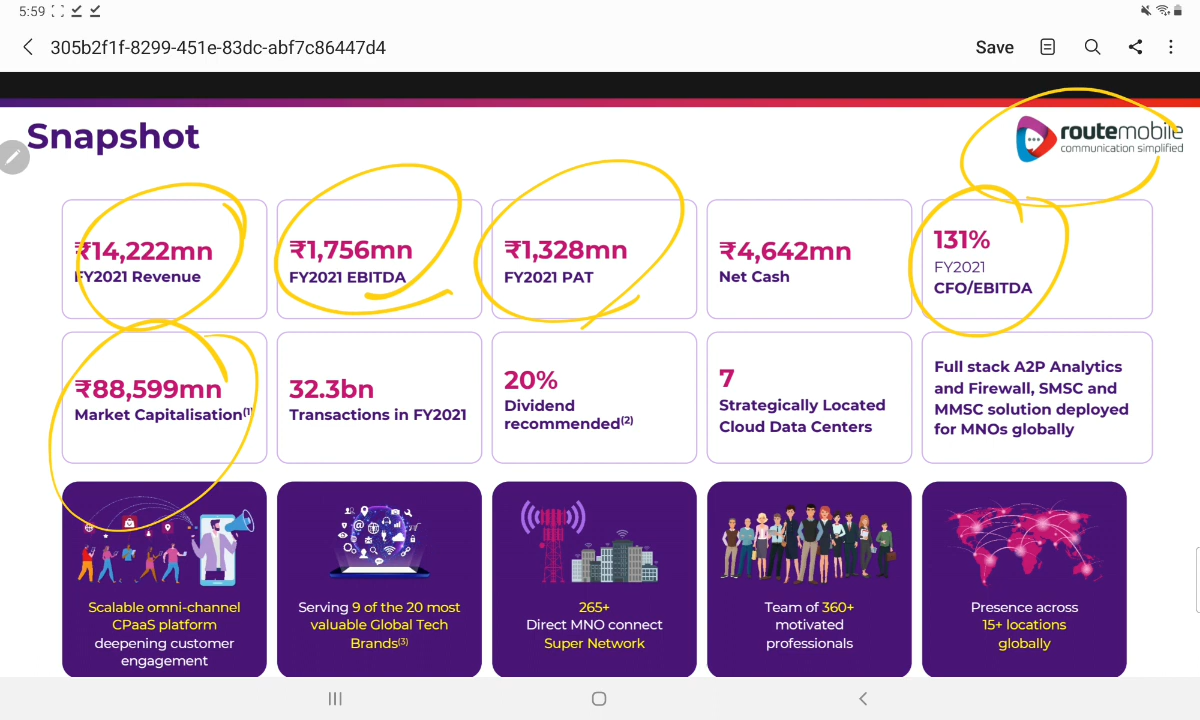 5:59
305b2f1f-8299-451e-83dc-abf7c86447d4
Save
Snapshot
routemobile
communication simplified
₹14,222mn
FY2021 Revenue
₹1,756mn
FY2021 EBITDA
₹1,328mn
FY2021 PAT
₹4,642mn
Net Cash
131%
FY2021
CFO/EBITDA
₹88,599mn
Market Capitalisation(1)
32.3bn
Transactions in FY2021
20%
Dividend
recommended(2)
7
Strategically Located
Cloud Data Centers
Full stack A2P Analytics
and Firewall, SMSC and
MMSC solution deployed
for MNOs globally
Scalable omni-channel
CPaaS platform
deepening customer
engagement
Serving 9 of the 20 most
valuable Global Tech
Brands(3)
265+
Direct MNO connect
Super Network
Team of 360+
motivated
professionals
Presence across
15+ locations
globally